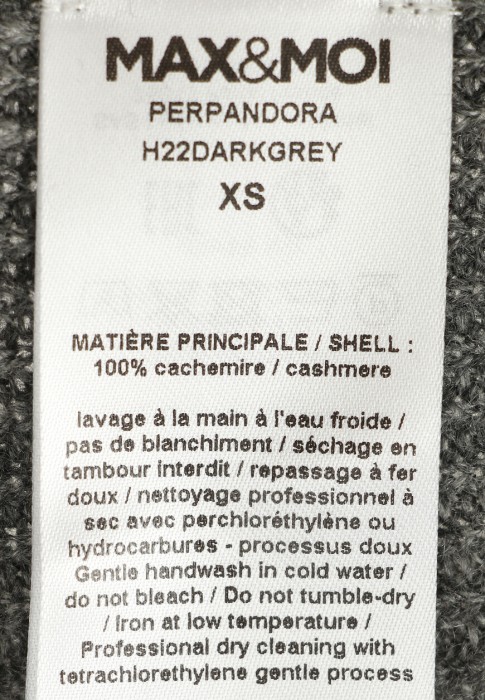 MAX&MOI
PERPANDORA
H22DARKGREY
XS
MATIÈRE PRINCIPALE / SHELL :
100% cachemire / cashmere
lavage à la main à l'eau froide /
pas de blanchiment / séchage en
tambour interdit / repassage à fer
doux / nettoyage professionnel à
sec avec perchloréthylène ou
hydrocarbures - processus doux
Gentle handwash in cold water /
do not bleach / Do not tumble-dry
/ Iron at low temperature /
Professional dry cleaning with
tetrachlorethylene gentle process